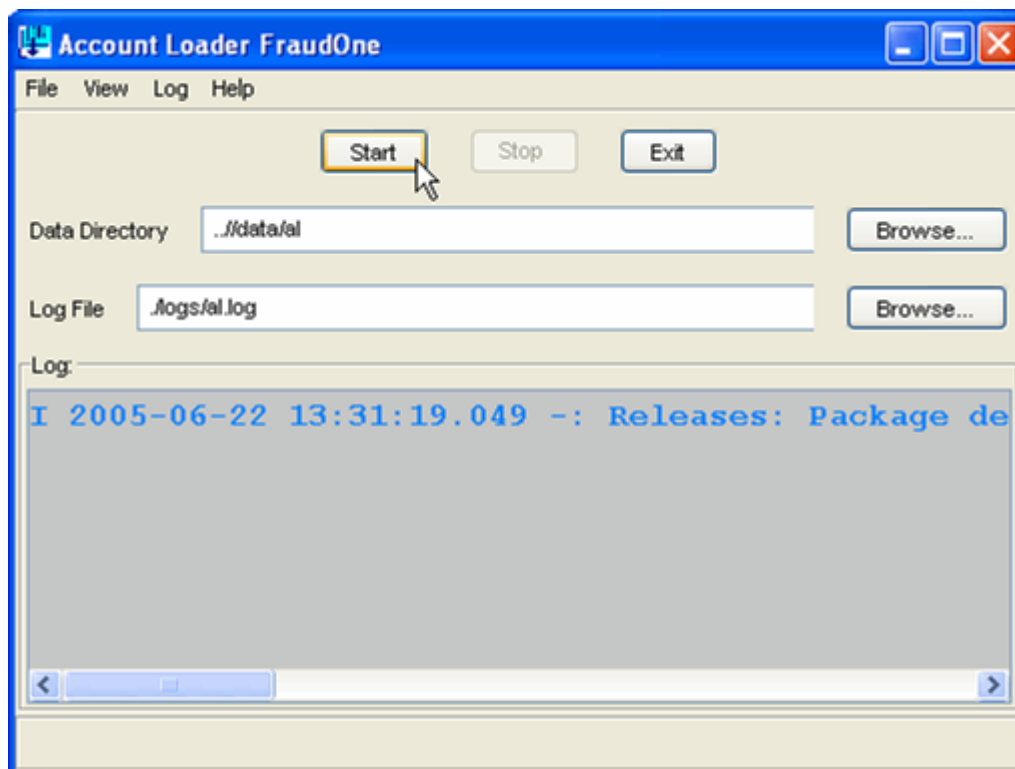 Account Loader FraudOne
File View Log Help
Start Stop Exit
Data Directory ..//data/al Browse...
Log File ./logs/al.log Browse...
Log:
I 2005-06-22 13:31:19.049 -: Releases: Package de